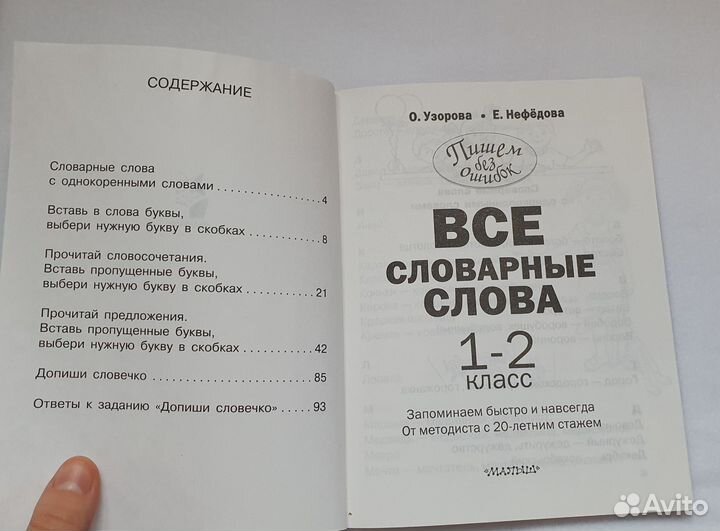 СОДЕРЖАНИЕ
Словарные слова
с однокоренными словами . . . . . . . . . . . . . . 4
Вставь в слова буквы,
выбери нужную букву в скобках . . . . . . . . . 8
Прочитай словосочетания.
Вставь пропущенные буквы,
выбери нужную букву в скобках . . . . . . . . . 21
Прочитай предложения.
Вставь пропущенные буквы,
выбери нужную букву в скобках . . . . . . . . . 42
Допиши словечко . . . . . . . . . . . . . . . . . . . 85
Ответы к заданию «Допиши словечко» . . . . 93
О. Узорова • Е. Нефёдова
Пишем
без
ошибок
ВСЕ
СЛОВАРНЫЕ
СЛОВА
1-2
класс
Запоминаем быстро и навсегда
От методиста с 20-летним стажем
МАЛЫШ
Avito